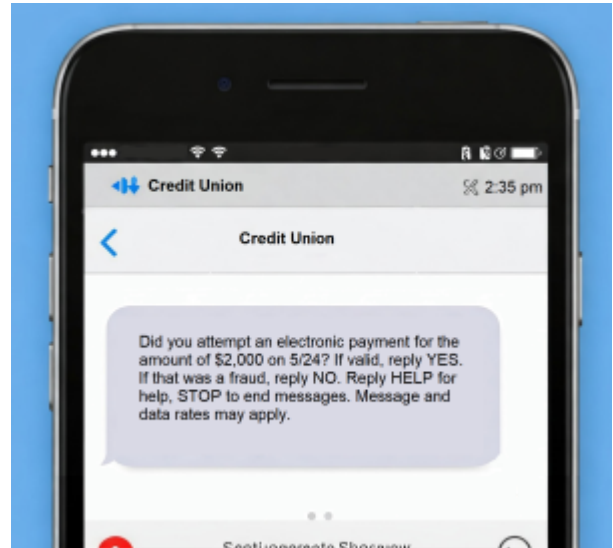 Credit Union
2:35 pm
Credit Union
Did you attempt an electronic payment for the
amount of $2,000 on 5/24? If valid, reply YES.
If that was a fraud, reply NO. Reply HELP for
help, STOP to end messages. Message and
data rates may apply.